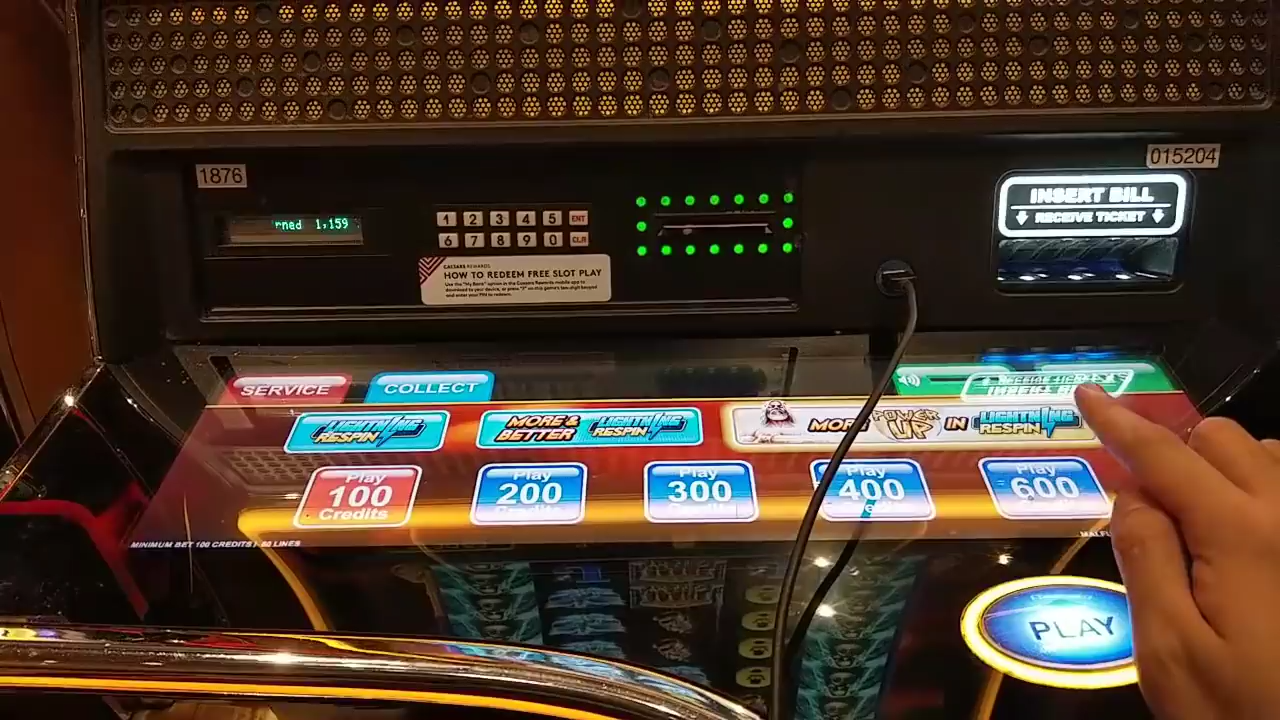 1876
015204
INSERT BILL
RECEIVE TICKET
rned 1,159
1 2 3 4 5 ENT
6 7 8 9 0 CLR
CAESARS REWARDS
HOW TO REDEEM FREE SLOT PLAY
SERVICE
COLLECT
LIGHTNING RESPIN
MORE & BETTER LIGHTNING RESPIN
MORE POWER UP IN LIGHTNING RESPIN
Play 100 Credits
Play 200
Play 300
Play 400
Play 600
MINIMUM BET 100 CREDITS
PLAY